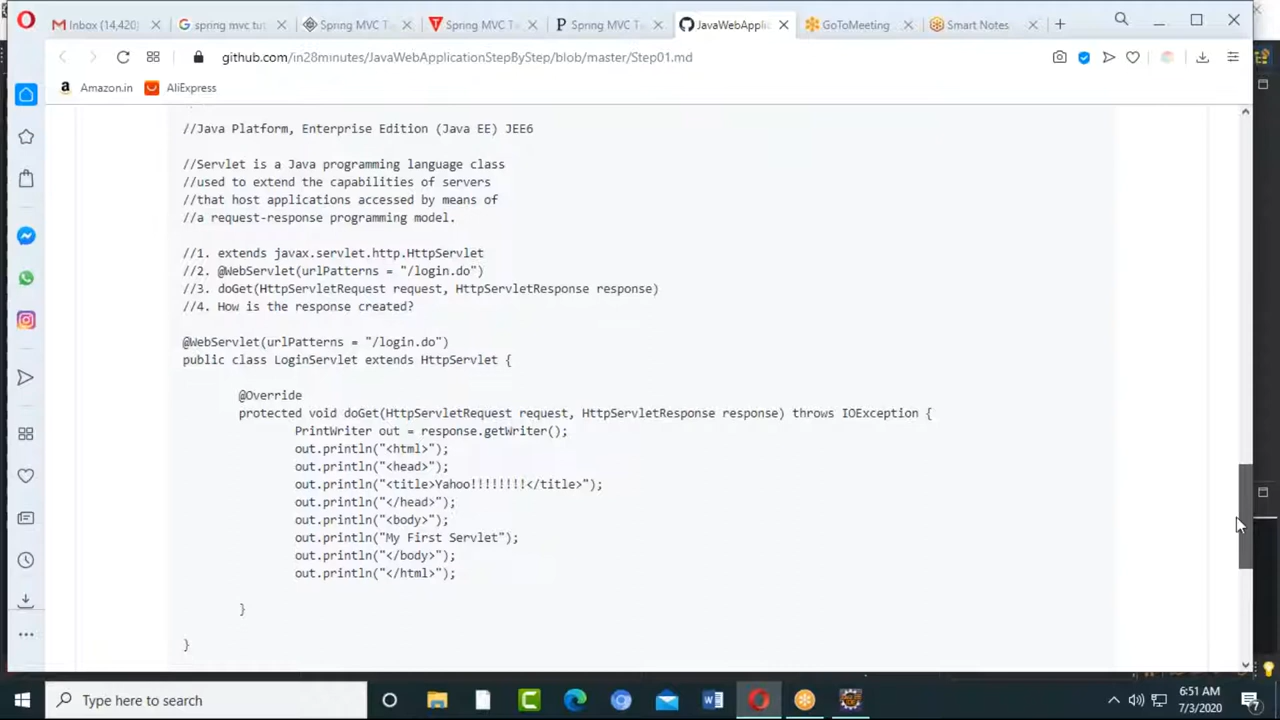 Inbox (14,420)
spring mvc tut
Spring MVC T
Spring MVC T
Spring MVC T
JavaWebApplic
GoToMeeting
Smart Notes
github.com/in28minutes/JavaWebApplicationStepByStep/blob/master/Step01.md
Amazon.in
AliExpress
//Java Platform, Enterprise Edition (Java EE) JEE6
//Servlet is a Java programming language class
//used to extend the capabilities of servers
//that host applications accessed by means of
//a request-response programming model.
//1. extends javax.servlet.http.HttpServlet
//2. @WebServlet(urlPatterns = "/login.do")
//3. doGet(HttpServletRequest request, HttpServletResponse response)
//4. How is the response created?
@WebServlet(urlPatterns = "/login.do")
public class LoginServlet extends HttpServlet {
@Override
protected void doGet(HttpServletRequest request, HttpServletResponse response) throws IOException {
PrintWriter out = response.getWriter();
out.println("<html>");
out.println("<head>");
out.println("<title>Yahoo!!!!!!!!</title>");
out.println("</head>");
out.println("<body>");
out.println("My First Servlet");
out.println("</body>");
out.println("</html>");
}
}
Type here to search
6:51 AM
7/3/2020
7